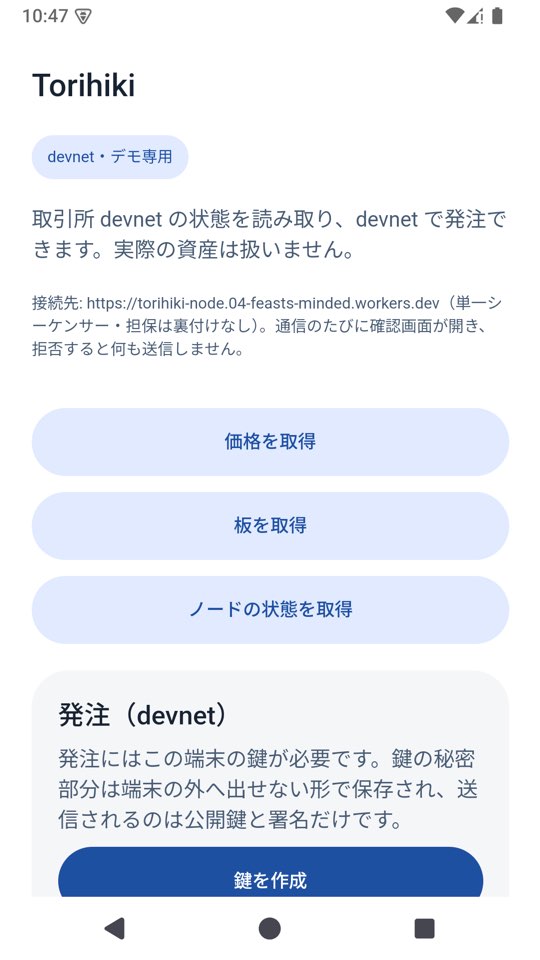 10:47
Torihiki
devnet・デモ専用
取引所 devnet の状態を読み取り、devnet で発注で
きます。実際の資産は扱いません。
接続先: https://torihiki-node.04-feasts-minded.workers.dev（単一シ
ーケンサー・担保は裏付けなし）。通信のたびに確認画面が開き、
拒否すると何も送信しません。
価格を取得
板を取得
ノードの状態を取得
発注（devnet）
発注にはこの端末の鍵が必要です。鍵の秘密
部分は端末の外へ出せない形で保存され、送
信されるのは公開鍵と署名だけです。
鍵を作成